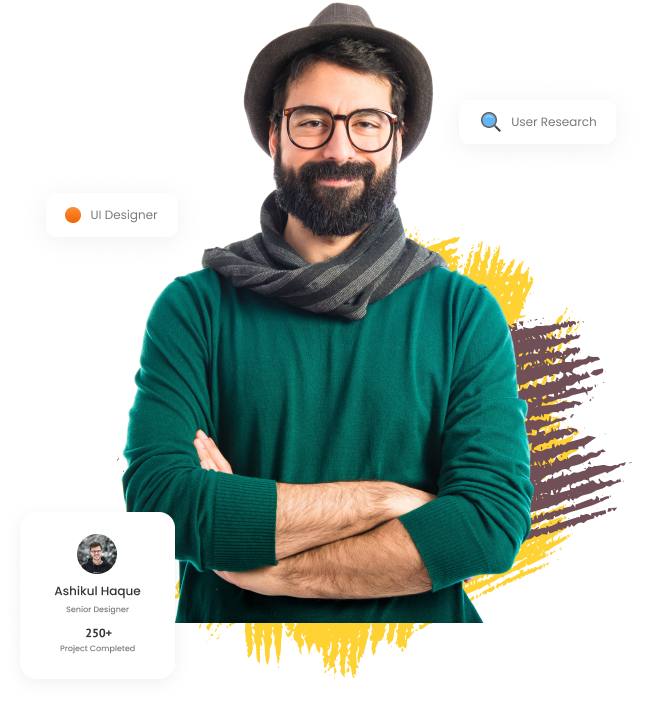 User Research
UI Designer
Ashikul Haque
Senior Designer
250+
Project Completed